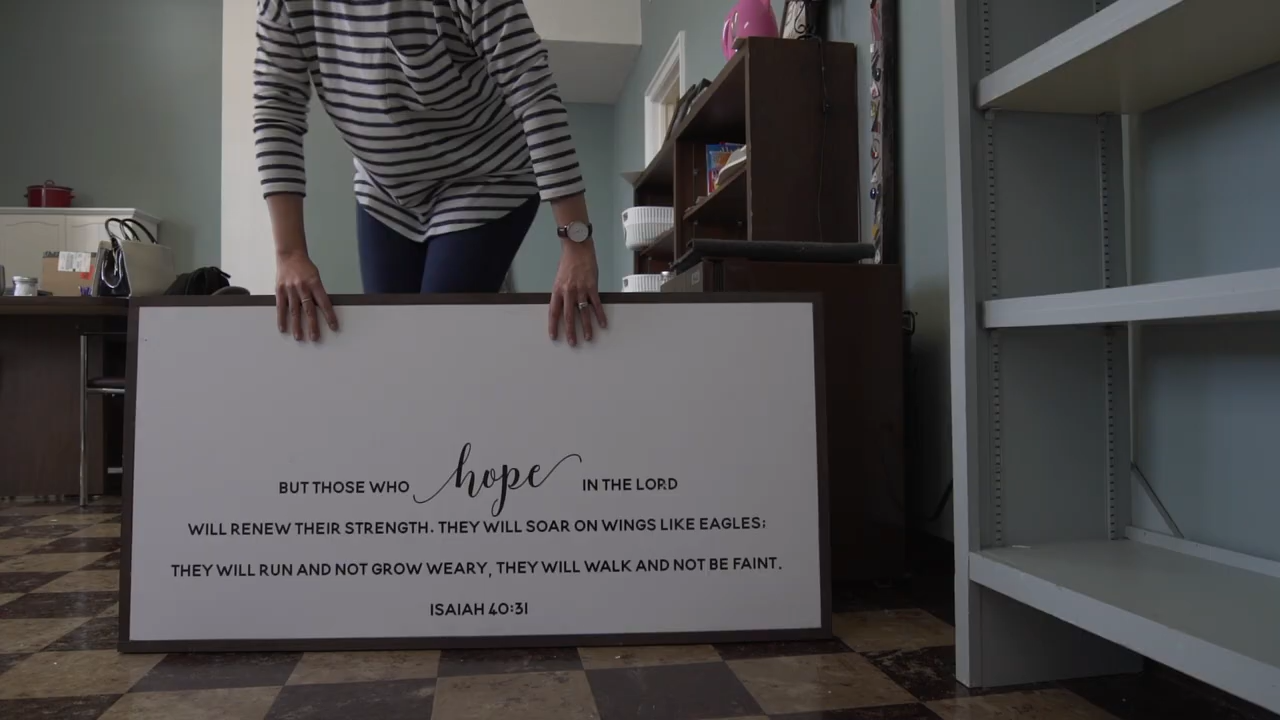 BUT THOSE WHO hope IN THE LORD
WILL RENEW THEIR STRENGTH. THEY WILL SOAR ON WINGS LIKE EAGLES;
THEY WILL RUN AND NOT GROW WEARY, THEY WILL WALK AND NOT BE FAINT.
ISAIAH 40:31